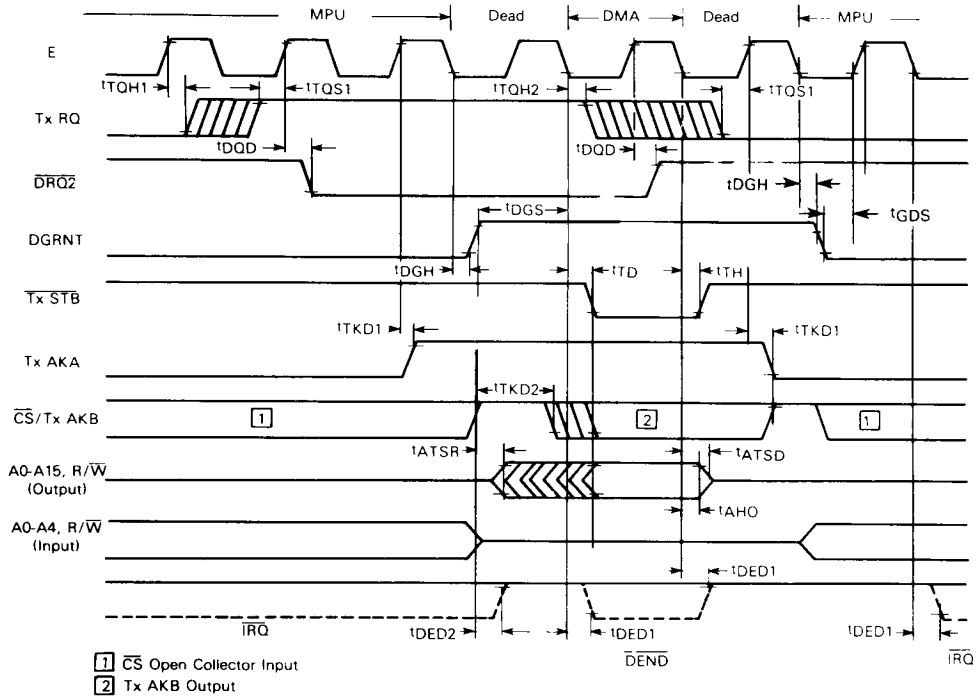 MPU Dead DMA Dead MPU
E
tTQH1 tTQS1 tTQH2 tTQS1
Tx RQ
tDQD tDQD
DRQ2
tDGH
tDGS tGDS
DGRNT
tDGH tTD tTH
Tx STB
tTKD1 tTKD1
Tx AKA
tTKD2
CS/Tx AKB 1 2 1
tATSR tATSD
A0-A15, R/W
(Output)
tAHO
A0-A4, R/W
(Input)
tDED1
IRQ tDED2 tDED1 DEND tDED1 IRQ
1 CS Open Collector Input
2 Tx AKB Output